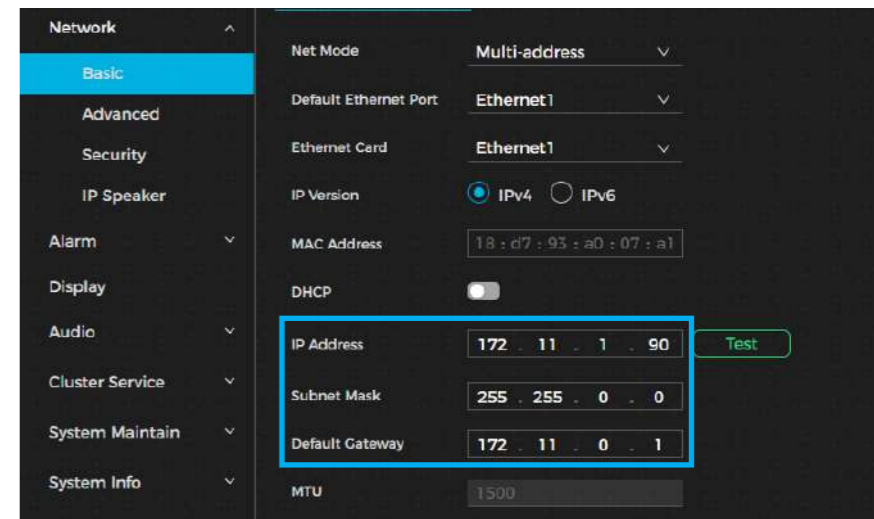 Network
Basic
Advanced
Security
IP Speaker
Alarm
Display
Audio
Cluster Service
System Maintain
System Info
Net Mode Multi-address
Default Ethernet Port Ethernet1
Ethernet Card Ethernet1
IP Version IPv4 IPv6
MAC Address 18 : d7 : 93 : a0 : 07 : a1
DHCP
IP Address 172 . 11 . 1 . 90 Test
Subnet Mask 255 . 255 . 0 . 0
Default Gateway 172 . 11 . 0 . 1
MTU 1500